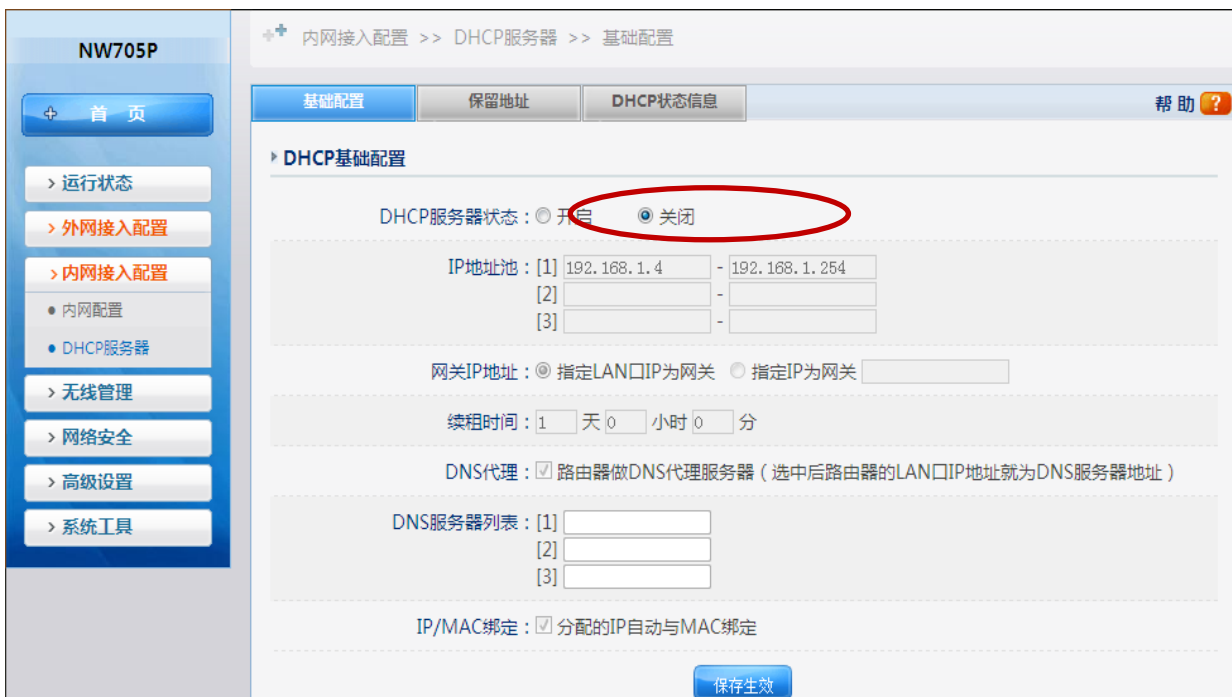 NW705P
首 页
运行状态
外网接入配置
内网接入配置
内网配置
DHCP服务器
无线管理
网络安全
高级设置
系统工具
内网接入配置 >> DHCP服务器 >> 基础配置
基础配置 保留地址 DHCP状态信息 帮助 ?
DHCP基础配置
DHCP服务器状态：开启 关闭
IP地址池：[1] 192.168.1.4 - 192.168.1.254
[2] -
[3] -
网关IP地址：指定LAN口IP为网关 指定IP为网关
续租时间：1 天 0 小时 0 分
DNS代理：路由器做DNS代理服务器（选中后路由器的LAN口IP地址就为DNS服务器地址）
DNS服务器列表：[1]
[2]
[3]
IP/MAC绑定：分配的IP自动与MAC绑定
保存生效